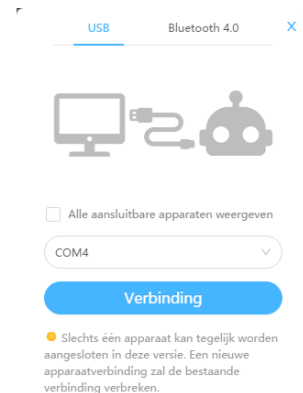 USB Bluetooth 4.0 X
Alle aansluitbare apparaten weergeven
COM4
Verbinding
Slechts één apparaat kan tegelijk worden
aangesloten in deze versie. Een nieuwe
apparaatverbinding zal de bestaande
verbinding verbreken.